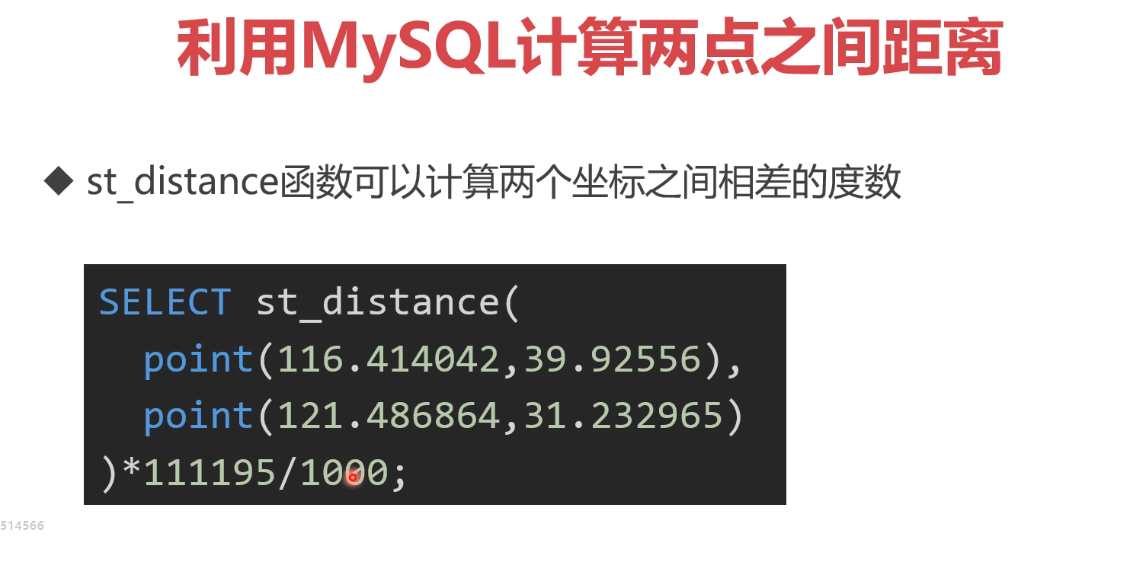 利用MySQL计算两点之间距离
◆ st_distance函数可以计算两个坐标之间相差的度数
SELECT st_distance(
point(116.414042,39.92556),
point(121.486864,31.232965)
)*111195/1000;
514566